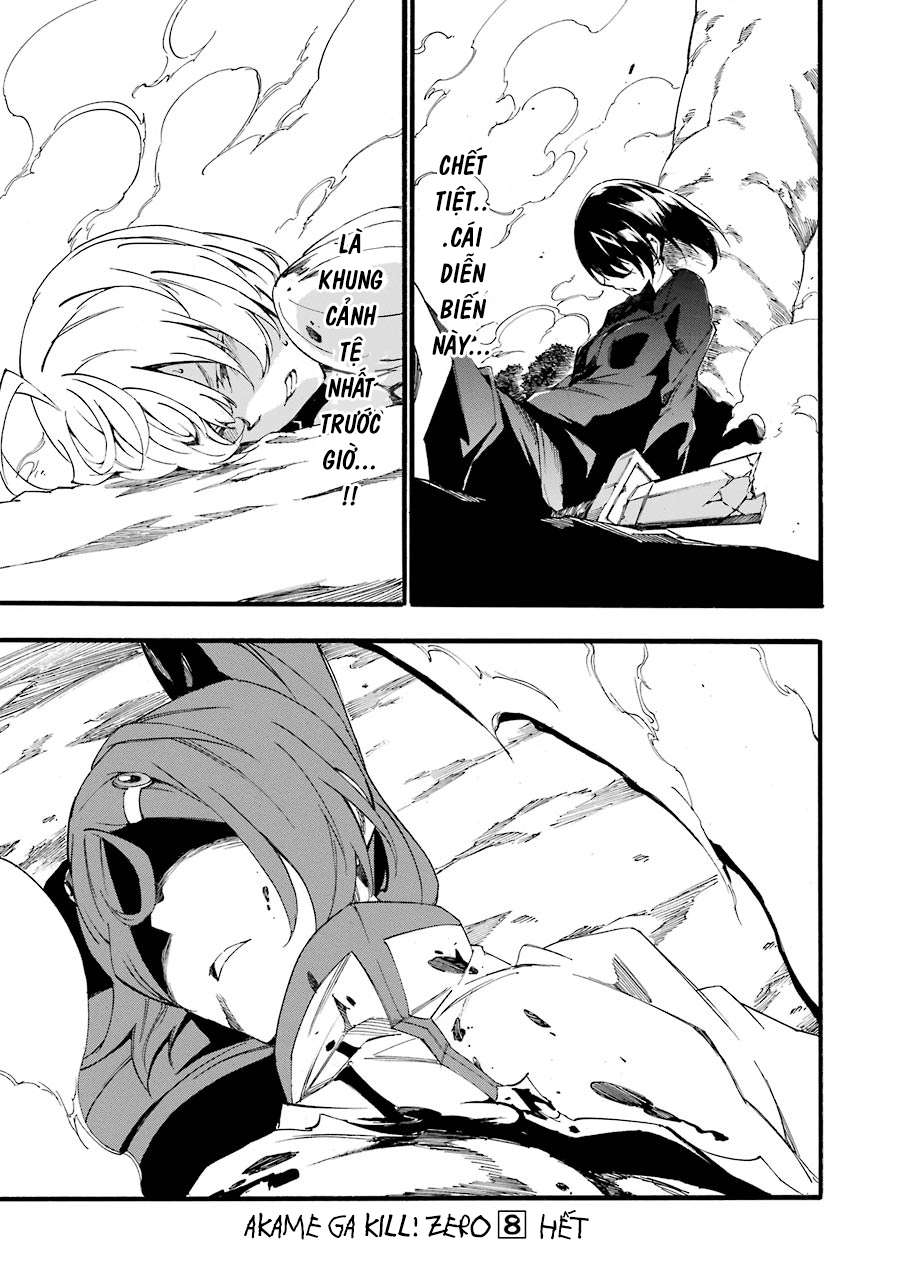 CHẾT
TIỆT..
.CÁI
DIỄN
BIẾN
NÀY...
LÀ
KHUNG
CẢNH
TỆ
NHẤT
TRƯỚC
GIỜ...
!!
AKAME GA KILL! ZERO 8 HẾT